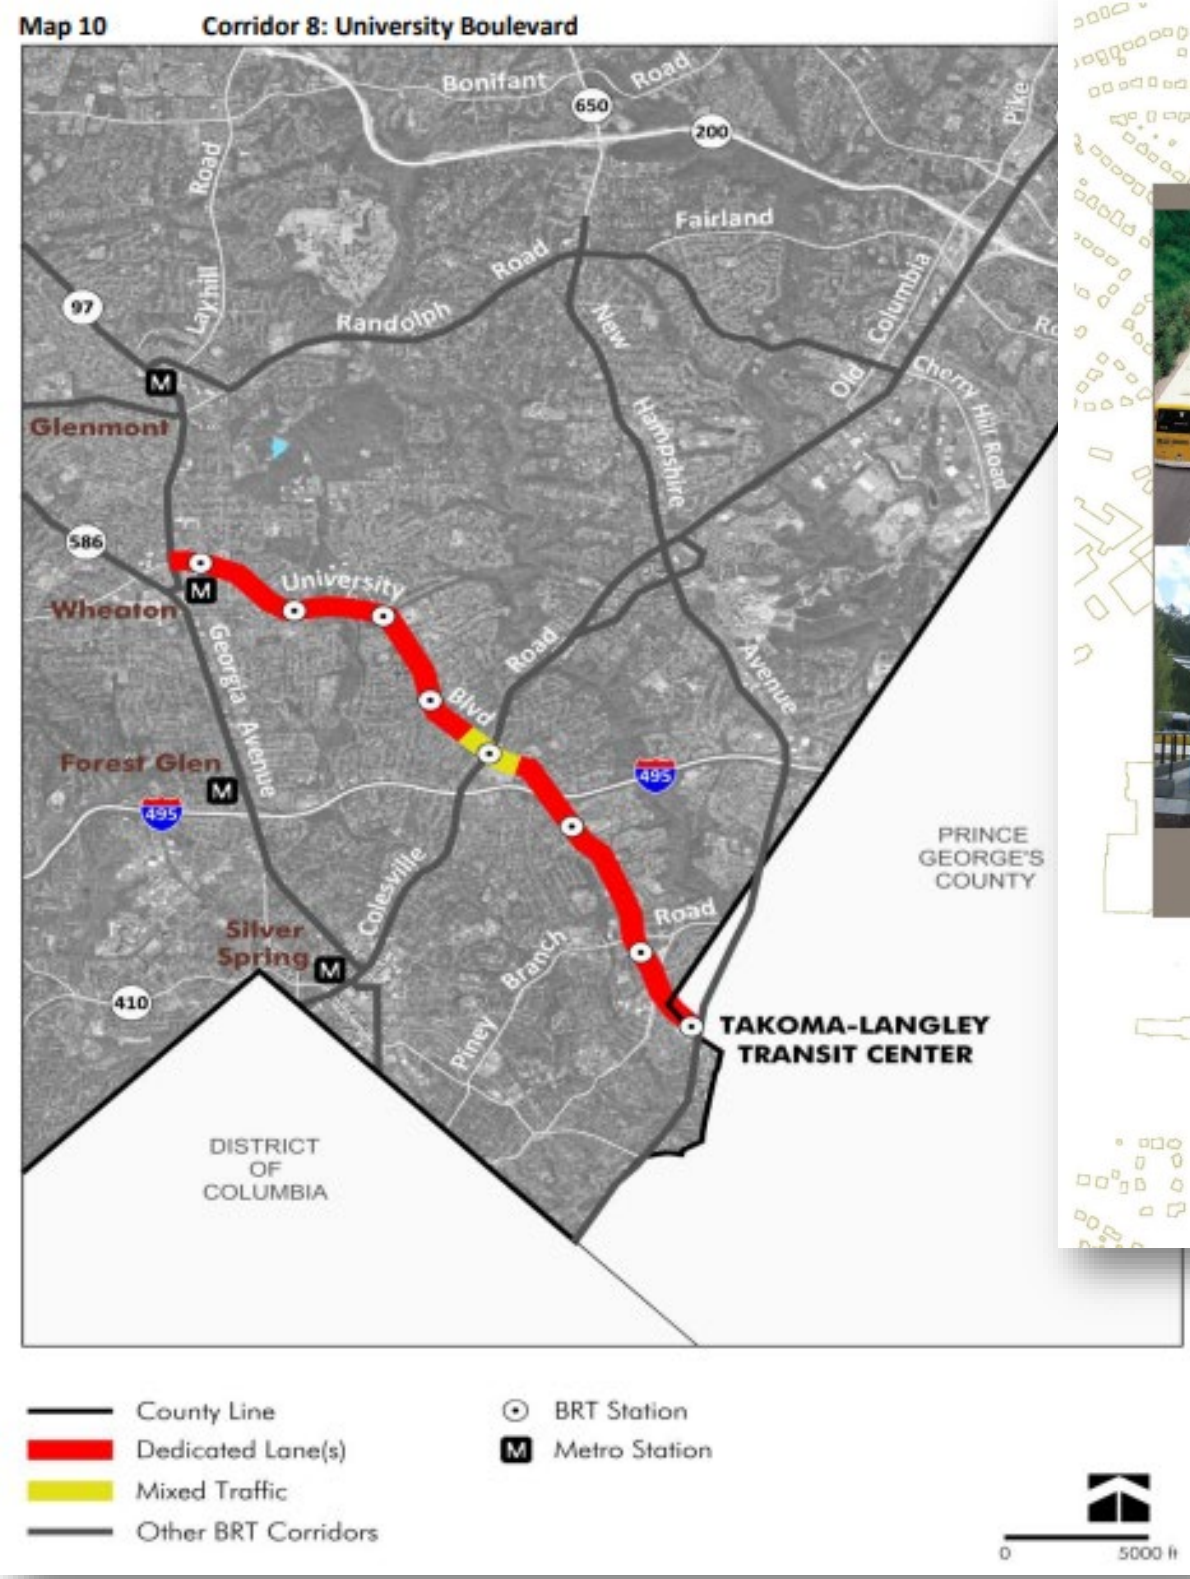 Map 10 Corridor 8: University Boulevard
Bonifant Road
650
200
Pike
Road
Layhill
Fairland
Randolph Road
97
New
Hampshire
Avenue
Old Columbia
Cherry Hill Road
M
Glenmont
586
University
Blvd
M
Wheaton
Georgia Avenue
Road
Forest Glen
M
495
495
Colesville
PRINCE
GEORGE'S
COUNTY
Silver
Spring
M
Piney Branch Road
410
TAKOMA-LANGLEY
TRANSIT CENTER
DISTRICT
OF
COLUMBIA
County Line
Dedicated Lane(s)
Mixed Traffic
Other BRT Corridors
BRT Station
M Metro Station
0 5000 ft